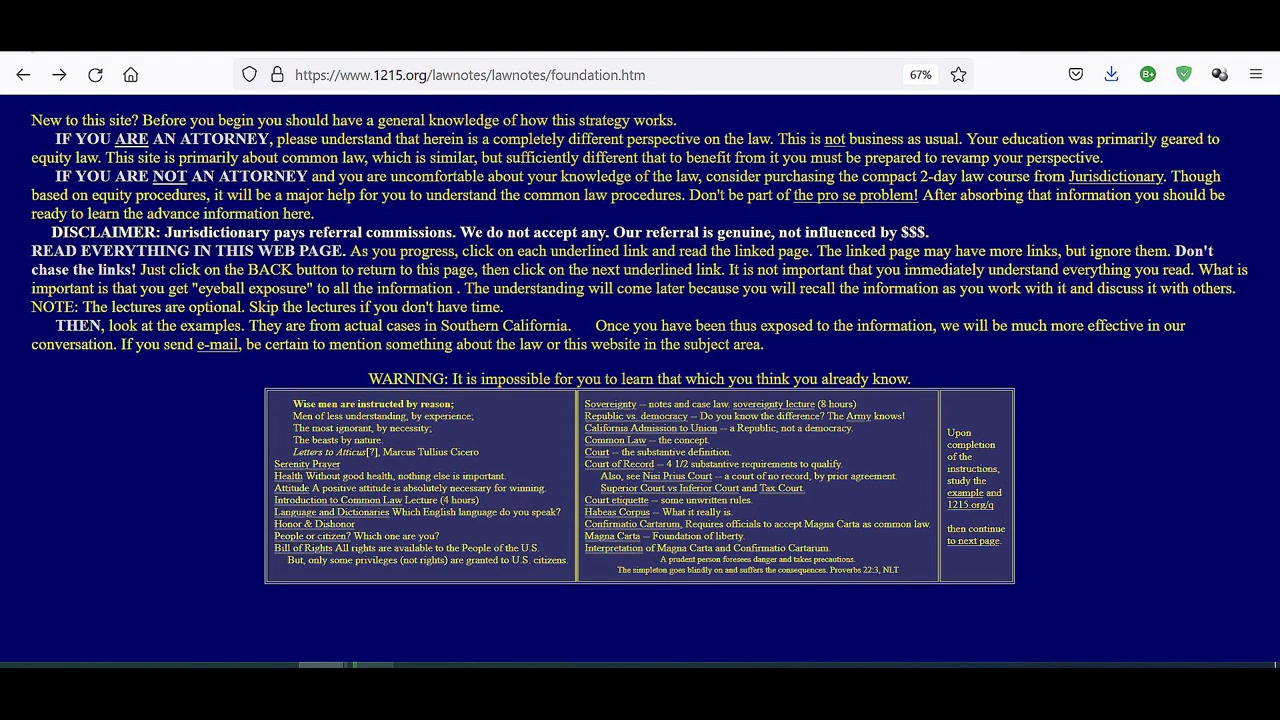 https://www.1215.org/lawnotes/lawnotes/foundation.htm
67%
New to this site? Before you begin you should have a general knowledge of how this strategy works.
IF YOU ARE AN ATTORNEY, please understand that herein is a completely different perspective on the law. This is not business as usual. Your education was primarily geared to
equity law. This site is primarily about common law, which is similar, but sufficiently different that to benefit from it you must be prepared to revamp your perspective.
IF YOU ARE NOT AN ATTORNEY and you are uncomfortable about your knowledge of the law, consider purchasing the compact 2-day law course from Jurisdictionary. Though
based on equity procedures, it will be a major help for you to understand the common law procedures. Don't be part of the pro se problem! After absorbing that information you should be
ready to learn the advance information here.
DISCLAIMER: Jurisdictionary pays referral commissions. We do not accept any. Our referral is genuine, not influenced by $$$.
READ EVERYTHING IN THIS WEB PAGE. As you progress, click on each underlined link and read the linked page. The linked page may have more links, but ignore them. Don't
chase the links! Just click on the BACK button to return to this page, then click on the next underlined link. It is not important that you immediately understand everything you read. What is
important is that you get "eyeball exposure" to all the information . The understanding will come later because you will recall the information as you work with it and discuss it with others.
NOTE: The lectures are optional. Skip the lectures if you don't have time.
THEN, look at the examples. They are from actual cases in Southern California. Once you have been thus exposed to the information, we will be much more effective in our
conversation. If you send e-mail, be certain to mention something about the law or this website in the subject area.
WARNING: It is impossible for you to learn that which you think you already know.
Wise men are instructed by reason;
Men of less understanding, by experience;
The most ignorant, by necessity;
The beasts by nature.
Letters to Atticus[?], Marcus Tullius Cicero
Serenity Prayer
Health Without good health, nothing else is important.
Attitude A positive attitude is absolutely necessary for winning.
Introduction to Common Law Lecture (4 hours)
Language and Dictionaries Which English language do you speak?
Honor & Dishonor
People or citizen? Which one are you?
Bill of Rights All rights are available to the People of the U.S.
But, only some privileges (not rights) are granted to U.S. citizens.
Sovereignty -- notes and case law, sovereignty lecture (8 hours)
Republic vs. democracy -- Do you know the difference? The Army knows!
California Admission to Union -- a Republic, not a democracy.
Common Law -- the concept.
Court -- the substantive definition.
Court of Record -- 4 1/2 substantive requirements to qualify.
Also, see Nisi Prius Court -- a court of no record, by prior agreement.
Superior Court vs Inferior Court and Tax Court.
Court etiquette -- some unwritten rules.
Habeas Corpus -- What it really is.
Confirmatio Cartarum, Requires officials to accept Magna Carta as common law.
Magna Carta -- Foundation of liberty.
Interpretation of Magna Carta and Confirmatio Cartarum.
A prudent person foresees danger and takes precautions.
The simpleton goes blindly on and suffers the consequences. Proverbs 22:3, NLT
Upon
completion
of the
instructions,
study the
example and
1215.org/q
then continue
to next page.